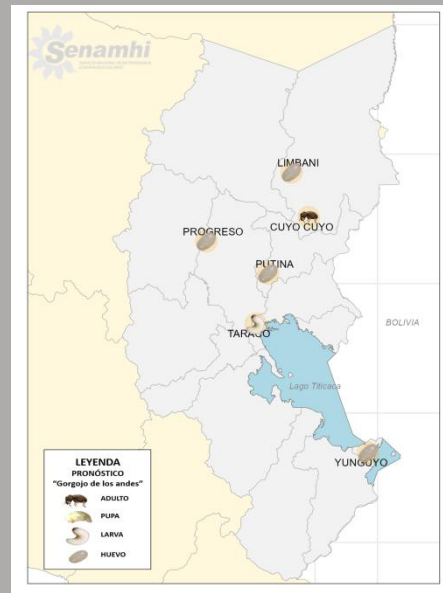 Senamhi
LIMBANI
CUYO CUYO
PROGRESO
PUTINA
TARACO
BOLIVIA
Lago Titicaca
YUNGUYO
LEYENDA
PRONÓSTICO
"Gorgojo de los andes"
ADULTO
PUPA
LARVA
HUEVO